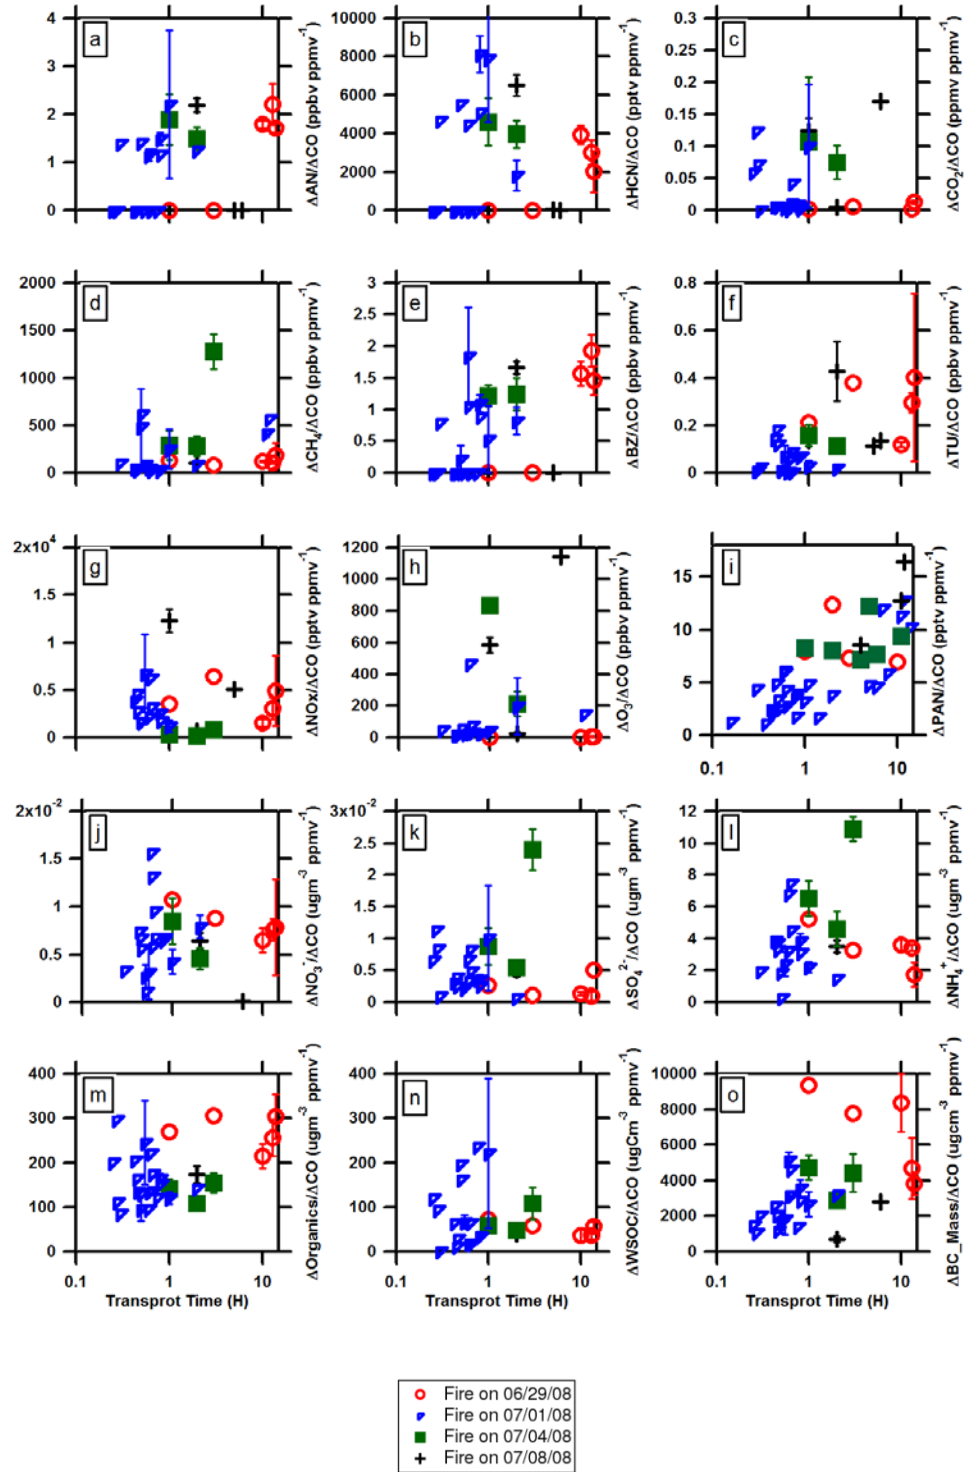 a
4
3
2
1
0
ΔAN/ΔCO (ppbv ppmv⁻¹)
b
10000
8000
6000
4000
2000
0
ΔHCN/ΔCO (pptv ppmv⁻¹)
c
0.3
0.25
0.2
0.15
0.1
0.05
0
ΔCO₂/ΔCO (ppmv ppmv⁻¹)
d
2000
1500
1000
500
0
ΔCH₄/ΔCO (ppbv ppmv⁻¹)
e
3
2.5
2
1.5
1
0.5
0
ΔBZ/ΔCO (ppbv ppmv⁻¹)
f
0.8
0.6
0.4
0.2
0
ΔTU/ΔCO (ppbv ppmv⁻¹)
g
2x10⁴
1.5
1
0.5
0
ΔNOx/ΔCO (pptv ppmv⁻¹)
h
1200
1000
800
600
400
200
0
ΔO₃/ΔCO (ppbv ppmv⁻¹)
i
15
10
5
0
0.1
1
10
ΔPAN/ΔCO (ppbv ppmv⁻¹)
j
2x10⁻²
1.5
1
0.5
0
ΔNO₃⁻/ΔCO (ugm⁻³ ppmv⁻¹)
k
3x10⁻²
2.5
2
1.5
1
0.5
0
ΔSO₄²⁻/ΔCO (ugm⁻³ ppmv⁻¹)
l
12
10
8
6
4
2
0
ΔNH₄⁺/ΔCO (ugm⁻³ ppmv⁻¹)
m
400
300
200
100
0
0.1
1
10
Transprot Time (H)
ΔOrganics/ΔCO (ugm⁻³ ppmv⁻¹)
n
400
300
200
100
0
0.1
1
10
Transprot Time (H)
ΔWSOC/ΔCO (ugCm⁻³ ppmv⁻¹)
o
10000
8000
6000
4000
2000
0
0.1
1
10
Transprot Time (H)
ΔBC_Mass/ΔCO (ugcm⁻³ ppmv⁻¹)
Fire on 06/29/08
Fire on 07/01/08
Fire on 07/04/08
Fire on 07/08/08